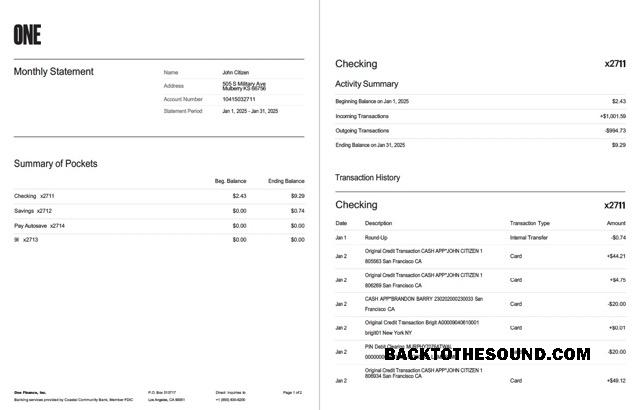 ONE
Monthly Statement
Name John Citizen
Address 505 S Military Ave
Mulberry KS 66756
Account Number 10415032711
Statement Period Jan 1, 2025 - Jan 31, 2025
Summary of Pockets
Beg. Balance Ending Balance
Checking x2711 $2.43 $9.29
Savings x2712 $0.00 $0.74
Pay Autosave x2714 $0.00 $0.00
9I x2713 $0.00 $0.00
One Finance, Inc. P.O. Box 513717 Direct inquiries to Page 1 of 2
Banking services provided by Coastal Community Bank, Member FDIC Los Angeles, CA 90051 +1 (855) 830-6200
Checking x2711
Activity Summary
Beginning Balance on Jan 1, 2025 $2.43
Incoming Transactions +$1,001.59
Outgoing Transactions -$994.73
Ending Balance on Jan 31, 2025 $9.29
Transaction History
Checking x2711
Date Description Transaction Type Amount
Jan 1 Round-Up Internal Transfer -$0.74
Jan 2 Original Credit Transaction CASH APP*JOHN CITIZEN 1
805563 San Francisco CA Card +$44.21
Jan 2 Original Credit Transaction CASH APP*JOHN CITIZEN 1
806269 San Francisco CA Card +$4.75
Jan 2 CASH APP*BRANDON BARRY 230202000230033 San
Francisco CA Card -$20.00
Jan 2 Original Credit Transaction Brigit A00009040610001
brigit01 New York NY Card +$0.01
Jan 2 PIN Debit Clearing -$20.00
BACKTOTHESOUND.COM
Jan 2 Original Credit Transaction CASH APP*JOHN CITIZEN 1
806934 San Francisco CA Card +$49.12